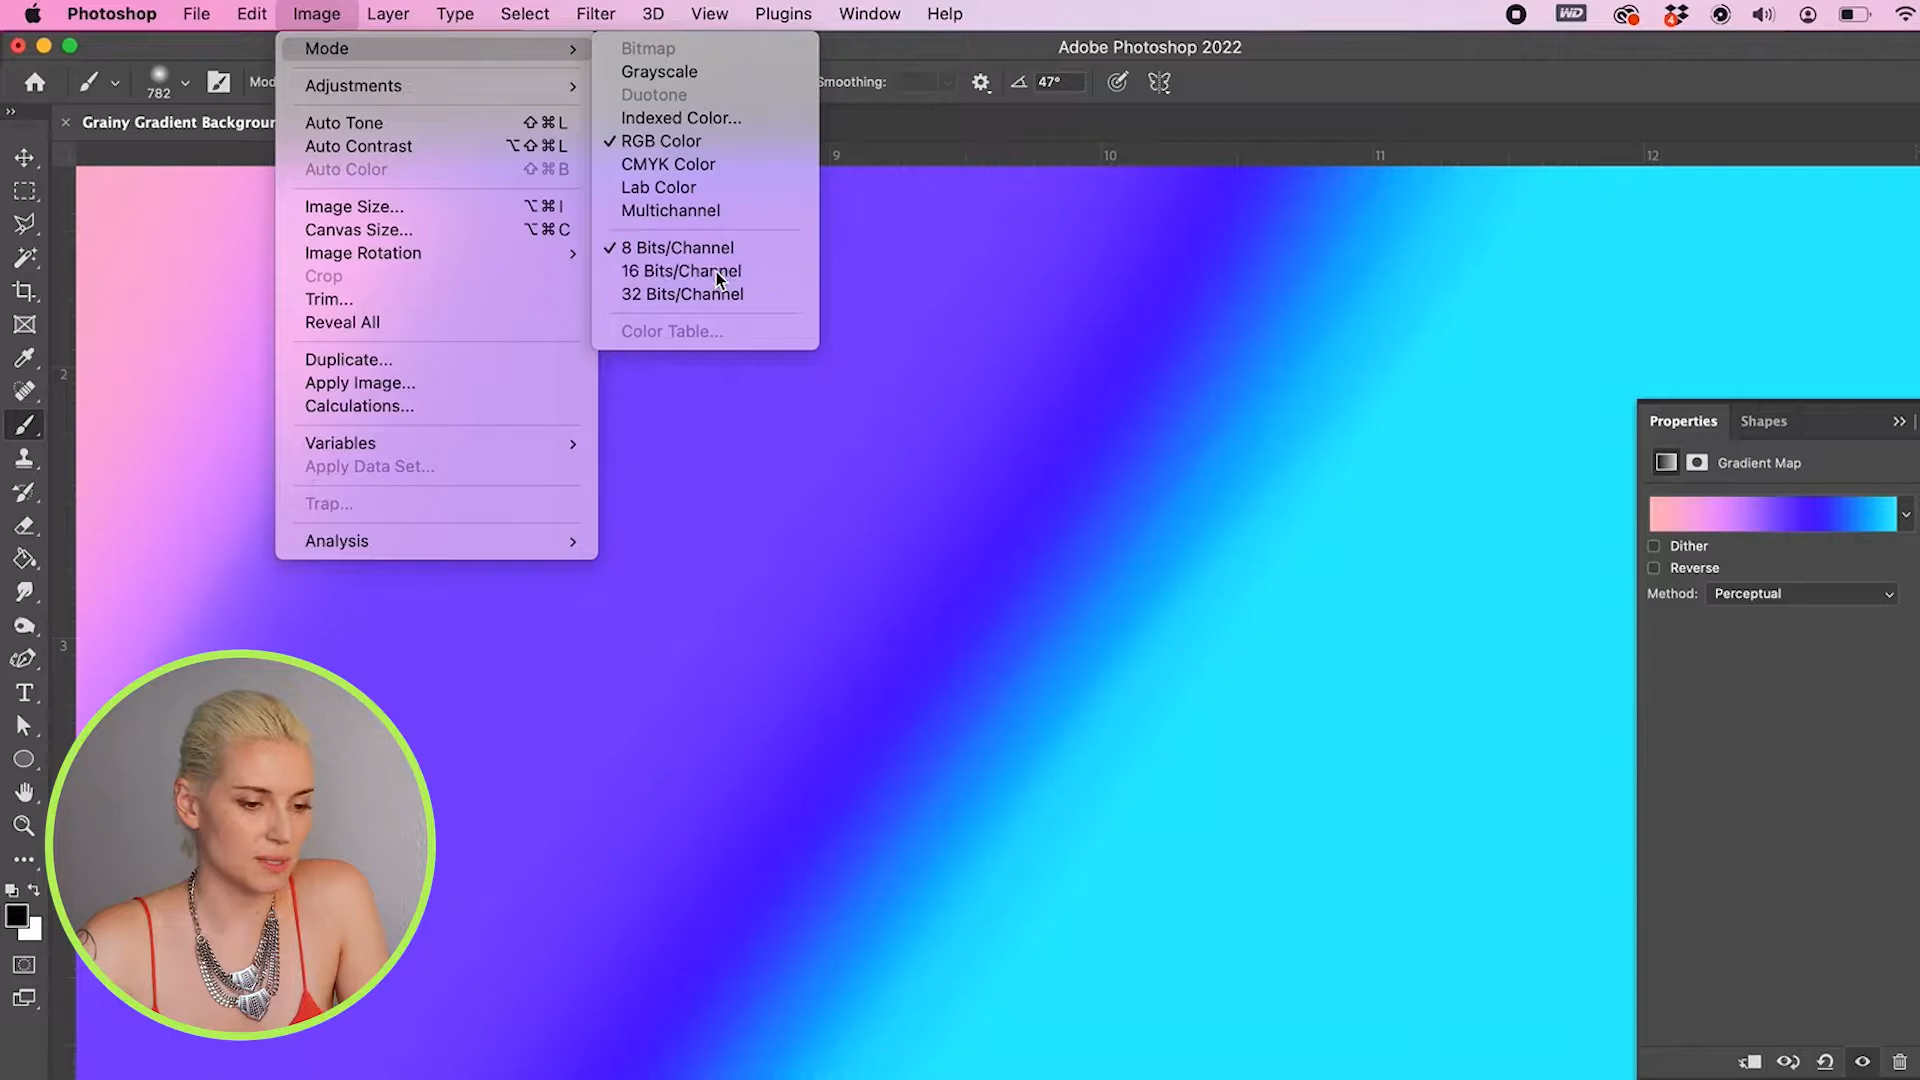 Photoshop File Edit Image Layer Type Select Filter 3D View Plugins Window Help
WD
4
Adobe Photoshop 2022
782
Mod
Smoothing:
47°
Grainy Gradient Backgroun
9 10 11 12
2
3
Mode
Adjustments
Auto Tone ⇧⌘L
Auto Contrast ⌥⇧⌘L
Auto Color ⇧⌘B
Image Size... ⌥⌘I
Canvas Size... ⌥⌘C
Image Rotation
Crop
Trim...
Reveal All
Duplicate...
Apply Image...
Calculations...
Variables
Apply Data Set...
Trap...
Analysis
Bitmap
Grayscale
Duotone
Indexed Color...
✓ RGB Color
CMYK Color
Lab Color
Multichannel
✓ 8 Bits/Channel
16 Bits/Channel
32 Bits/Channel
Color Table...
Properties Shapes
Gradient Map
Dither
Reverse
Method: Perceptual